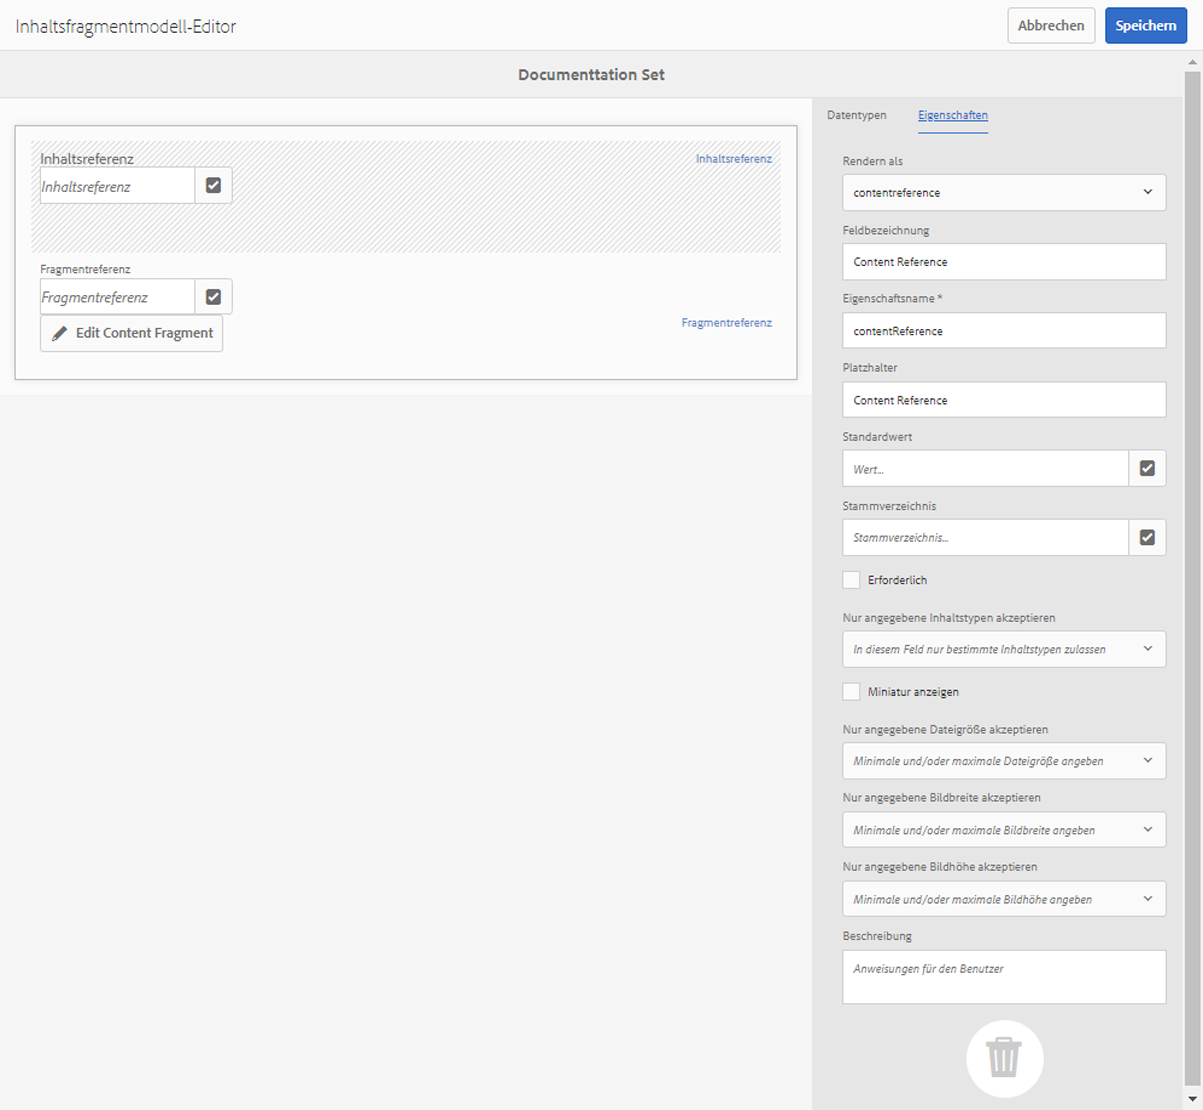 Inhaltsfragmentmodell-Editor
Abbrechen
Speichern
Documenttation Set
Inhaltsreferenz
Inhaltsreferenz
Inhaltsreferenz
Fragmentreferenz
Fragmentreferenz
Edit Content Fragment
Fragmentreferenz
Datentypen
Eigenschaften
Rendern als
contentreference
Feldbezeichnung
Content Reference
Eigenschaftsname *
contentReference
Platzhalter
Content Reference
Standardwert
Wert...
Stammverzeichnis
Stammverzeichnis...
Erforderlich
Nur angegebene Inhaltstypen akzeptieren
In diesem Feld nur bestimmte Inhaltstypen zulassen
Miniatur anzeigen
Nur angegebene Dateigröße akzeptieren
Minimale und/oder maximale Dateigröße angeben
Nur angegebene Bildbreite akzeptieren
Minimale und/oder maximale Bildbreite angeben
Nur angegebene Bildhöhe akzeptieren
Minimale und/oder maximale Bildhöhe angeben
Beschreibung
Anweisungen für den Benutzer